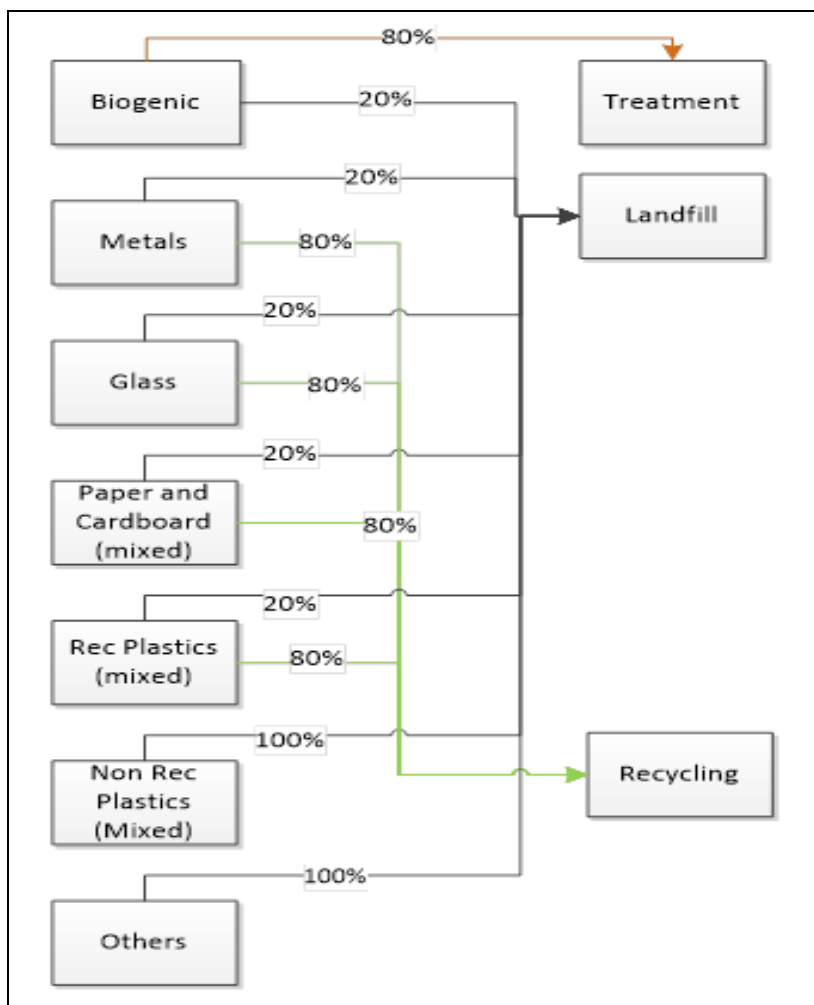 80%
Biogenic
20%
Treatment
20%
Landfill
Metals
80%
20%
Glass
80%
20%
Paper and
Cardboard
(mixed)
80%
20%
Rec Plastics
(mixed)
80%
100%
Non Rec
Plastics
(Mixed)
Recycling
100%
Others